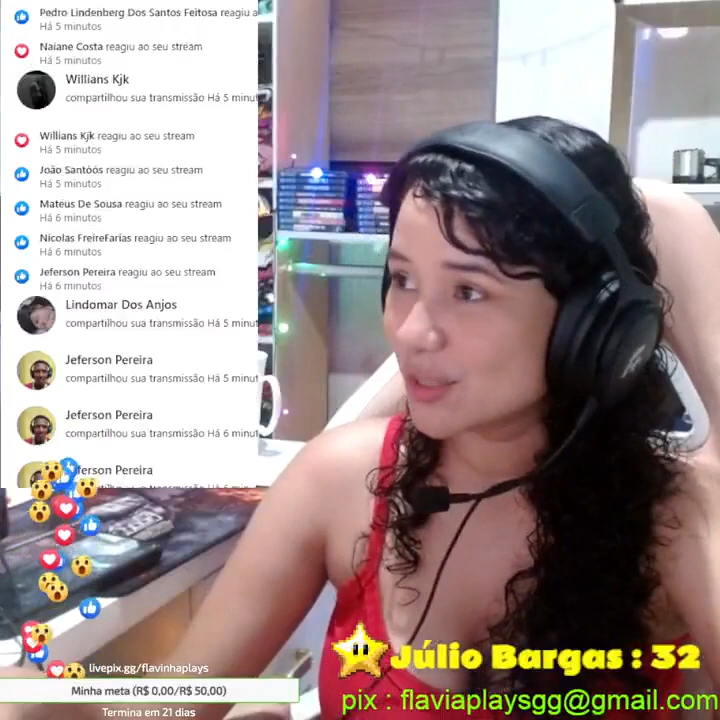 Pedro Lindenberg Dos Santos Feitosa reagiu a
Há 5 minutos
Naiane Costa reagiu ao seu stream
Há 5 minutos
Willians Kjk
compartilhou sua transmissão Há 5 minut
Willians Kjk reagiu ao seu stream
Há 5 minutos
João Santóós reagiu ao seu stream
Há 5 minutos
Mateus De Sousa reagiu ao seu stream
Há 6 minutos
Nicolas FreireFarias reagiu ao seu stream
Há 6 minutos
Jeferson Pereira reagiu ao seu stream
Há 6 minutos
Lindomar Dos Anjos
compartilhou sua transmissão Há 5 minut
Jeferson Pereira
compartilhou sua transmissão Há 5 minut
Jeferson Pereira
compartilhou sua transmissão Há 6 minut
ferson Pereira
livepix.gg/flavinhaplays
Minha meta (R$ 0,00/R$ 50,00)
Termina em 21 dias
Júlio Bargas : 32
pix : flaviaplaysgg@gmail.com